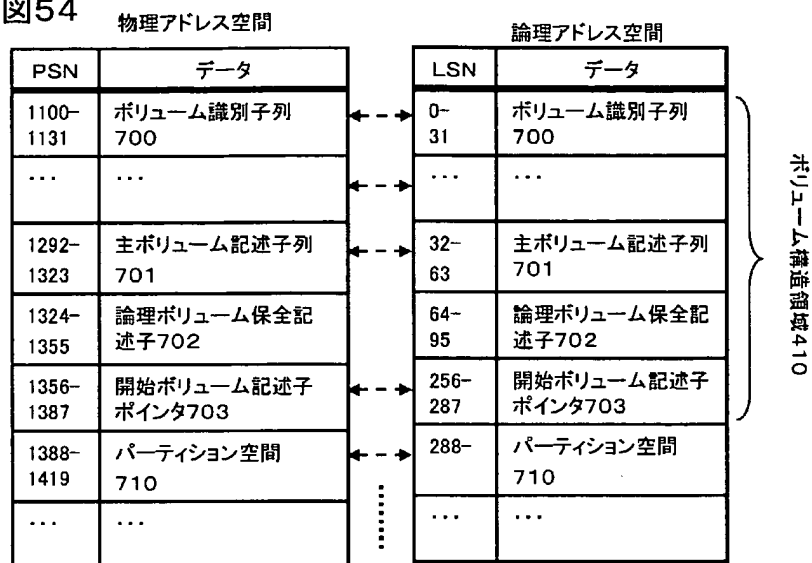 図54
物理アドレス空間
PSN データ
1100-
1131
ボリューム識別子列
700
... ...
1292-
1323
主ボリューム記述子列
701
1324-
1355
論理ボリューム保全記
述子702
1356-
1387
開始ボリューム記述子
ポインタ703
1388-
1419
パーティション空間
710
... ...
論理アドレス空間
LSN データ
0~
31
ボリューム識別子列
700
... ...
32-
63
主ボリューム記述子列
701
64-
95
論理ボリューム保全記
述子702
256-
287
開始ボリューム記述子
ポインタ703
288-
パーティション空間
710
... ...
ボリューム構造領域410